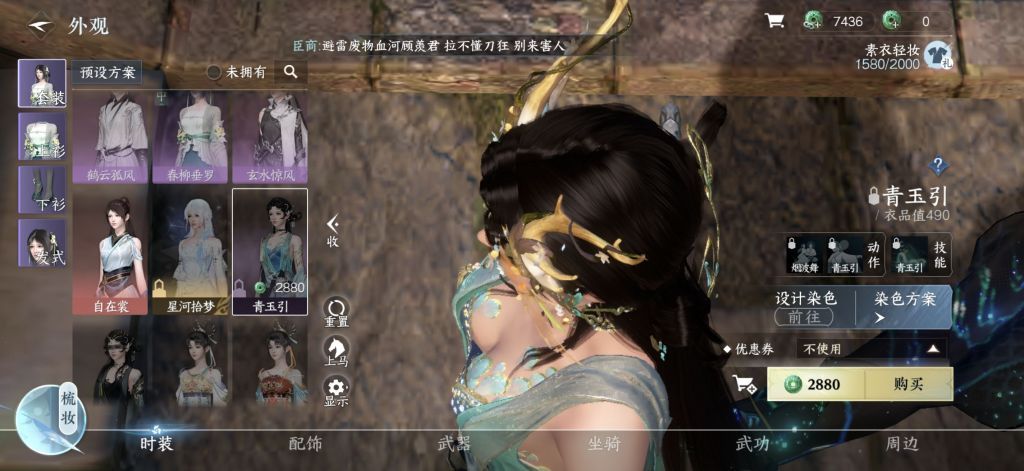 外观
臣商:避雷废物血河顾羡君 拉不懂刀狂 别来害人
7436
0
素衣轻妆
1580/2000
礼
套装
上衫
下衫
发式
预设方案
未拥有
鹤云孤风
春柳垂罗
玄水惊风
自在裳
星河拾梦
2880
青玉引
收
重置
上马
显示
?
青玉引
/ 衣品值490
烟波舞
青玉引
动作
青玉引
技能
设计染色
前往
染色方案
优惠券
不使用
2880
购买
梳妆
时装
配饰
武器
坐骑
武功
周边